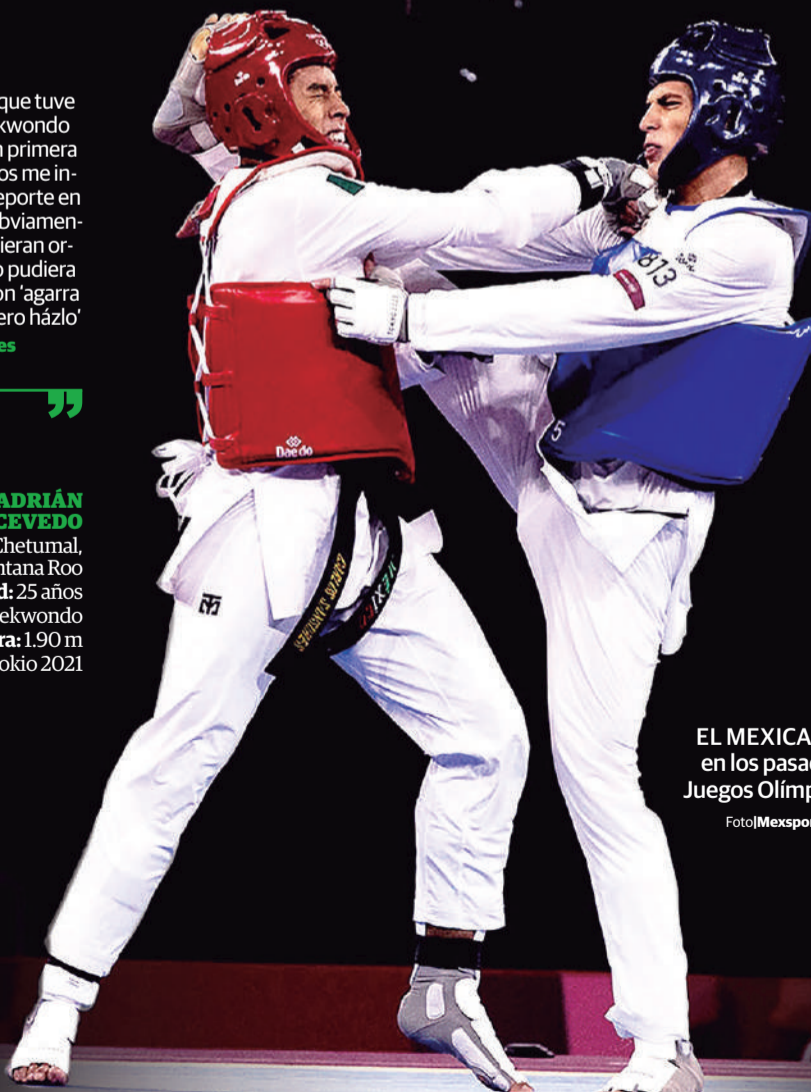 que tuve
kwondo
n primera
os me in-
eporte en
bviamen-
ieran or-
o pudiera
on 'agarra
ero házlo'
es
”
ADRIÁN
CEVEDO
Chetumal,
ntana Roo
d: 25 años
ekwondo
ra: 1.90 m
okio 2021
813
Daedo
5
MEXICO
EL MEXICA
en los pasad
Juegos Olímp
Foto|Mexspor